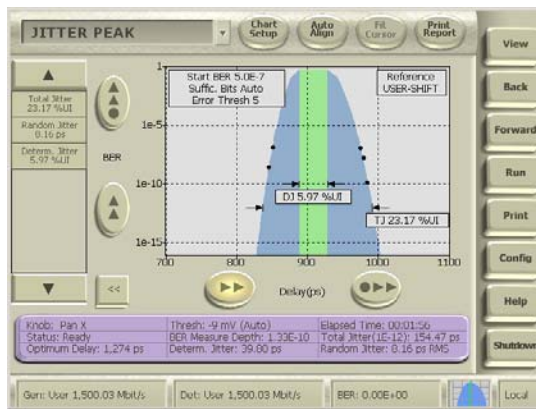 JITTER PEAK
Chart Setup
Auto Align
Fit Cursor
Print Report
View
Back
Forward
Run
Print
Config
Help
Shutdown
Total Jitter
23.17 %UI
Random Jitter
8.16 ps
Determ. Jitter
5.97 %UI
BER
<<
Start BER 5.0E-7
Suffic. Bits Auto
Error Thresh 5
Reference
USER-SHIFT
1
1e-5
1e-10
1e-15
DJ 5.97 %UI
TJ 23.17 %UI
700 800 900 1000 1100
Delay(ps)
Knob: Pan X
Status: Ready
Optimum Delay: 1,274 ps
Thresh: -9 mV (Auto)
BER Measure Depth: 1.33E-10
Determ. Jitter: 39.80 ps
Elapsed Time: 00:01:56
Total Jitter(1E-12): 154.47 ps
Random Jitter: 8.16 ps RMS
Gen: User 1,500.03 Mbit/s
Det: User 1,500.03 Mbit/s
BER: 0.00E+00
Local